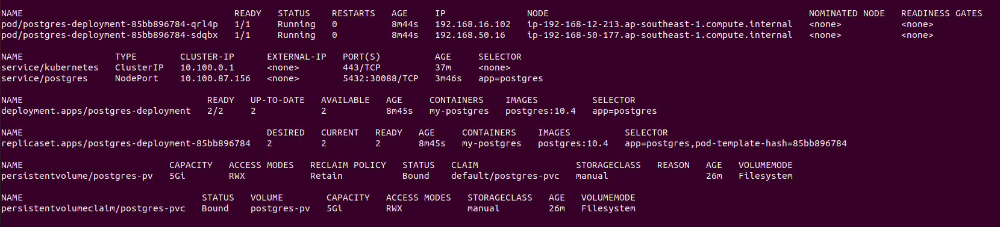 NAME READY STATUS RESTARTS AGE IP NODE NOMINATED NODE READINESS GATES
pod/postgres-deployment-85bb896784-qrl4p 1/1 Running 0 8m44s 192.168.16.102 ip-192-168-12-213.ap-southeast-1.compute.internal <none> <none>
pod/postgres-deployment-85bb896784-sdqbx 1/1 Running 0 8m44s 192.168.50.16 ip-192-168-50-177.ap-southeast-1.compute.internal <none> <none>
NAME TYPE CLUSTER-IP EXTERNAL-IP PORT(S) AGE SELECTOR
service/kubernetes ClusterIP 10.100.0.1 <none> 443/TCP 37m <none>
service/postgres NodePort 10.100.87.156 <none> 5432:30088/TCP 3m46s app=postgres
NAME READY UP-TO-DATE AVAILABLE AGE CONTAINERS IMAGES SELECTOR
deployment.apps/postgres-deployment 2/2 2 2 8m45s my-postgres postgres:10.4 app=postgres
NAME DESIRED CURRENT READY AGE CONTAINERS IMAGES SELECTOR
replicaset.apps/postgres-deployment-85bb896784 2 2 2 8m45s my-postgres postgres:10.4 app=postgres,pod-template-hash=85bb896784
NAME CAPACITY ACCESS MODES RECLAIM POLICY STATUS CLAIM STORAGECLASS REASON AGE VOLUMEMODE
persistentvolume/postgres-pv 5Gi RWX Retain Bound default/postgres-pvc manual 26m Filesystem
NAME STATUS VOLUME CAPACITY ACCESS MODES STORAGECLASS AGE VOLUMEMODE
persistentvolumeclaim/postgres-pvc Bound postgres-pv 5Gi RWX manual 26m Filesystem